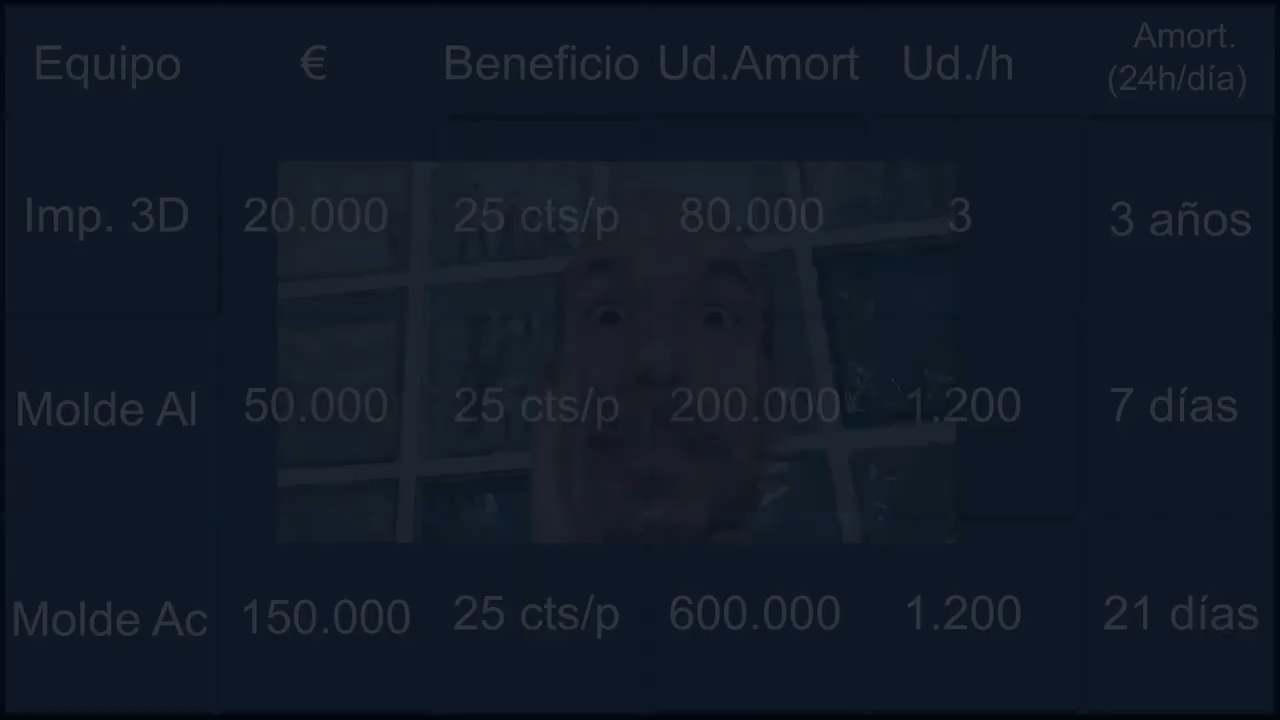 Equipo € Beneficio Ud.Amort Ud./h Amort.
(24h/día)
Imp. 3D 20.000 25 cts/p 80.000 3 3 años
Molde Al 50.000 25 cts/p 200.000 1.200 7 días
Molde Ac 150.000 25 cts/p 600.000 1.200 21 días